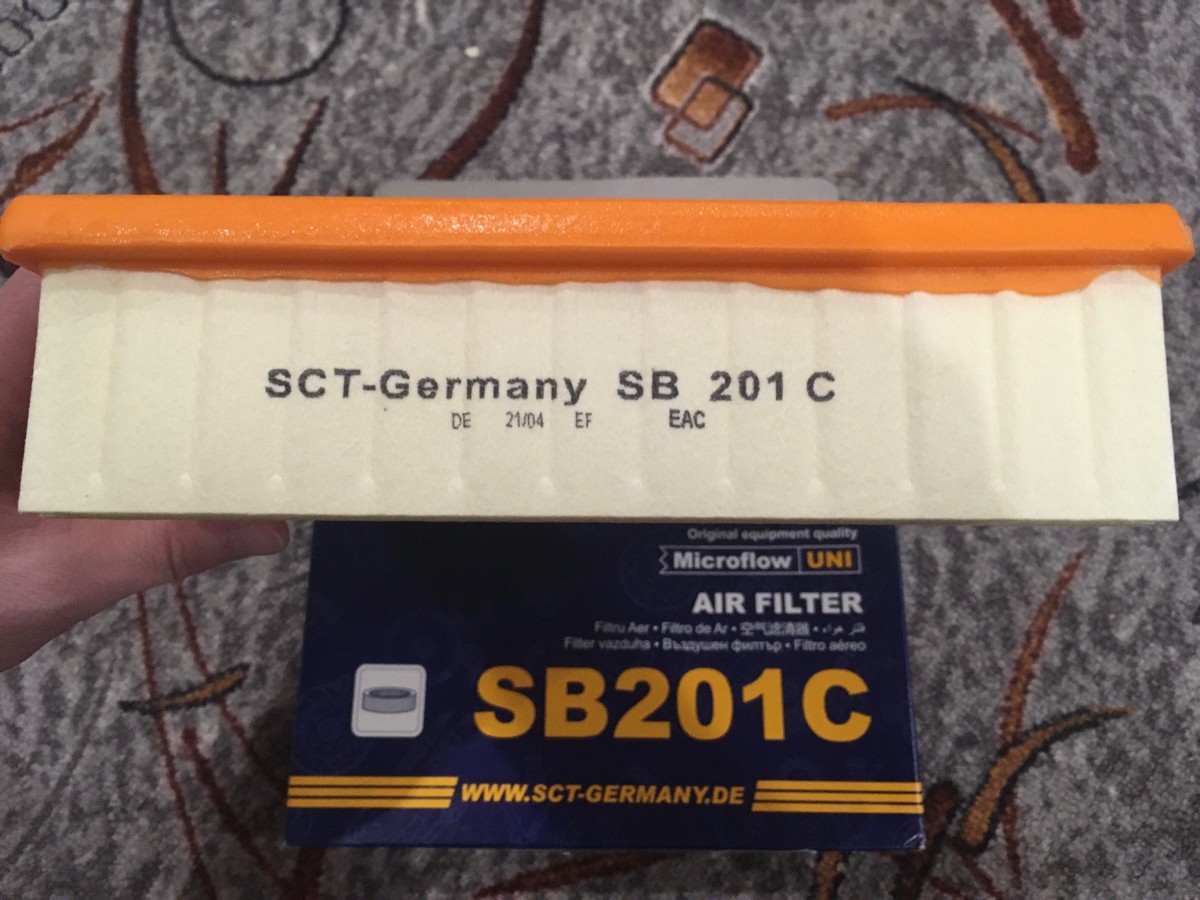 SCT-Germany SB 201 C
DE 21/04 EF EAC
Original equipment quality
Microflow UNI
AIR FILTER
Filtru Aer • Filtro de Ar • 空气滤清器 • فلتر هواء
Filter vazduha • Въздушен филтър • Filtro aéreo
SB201C
WWW.SCT-GERMANY.DE